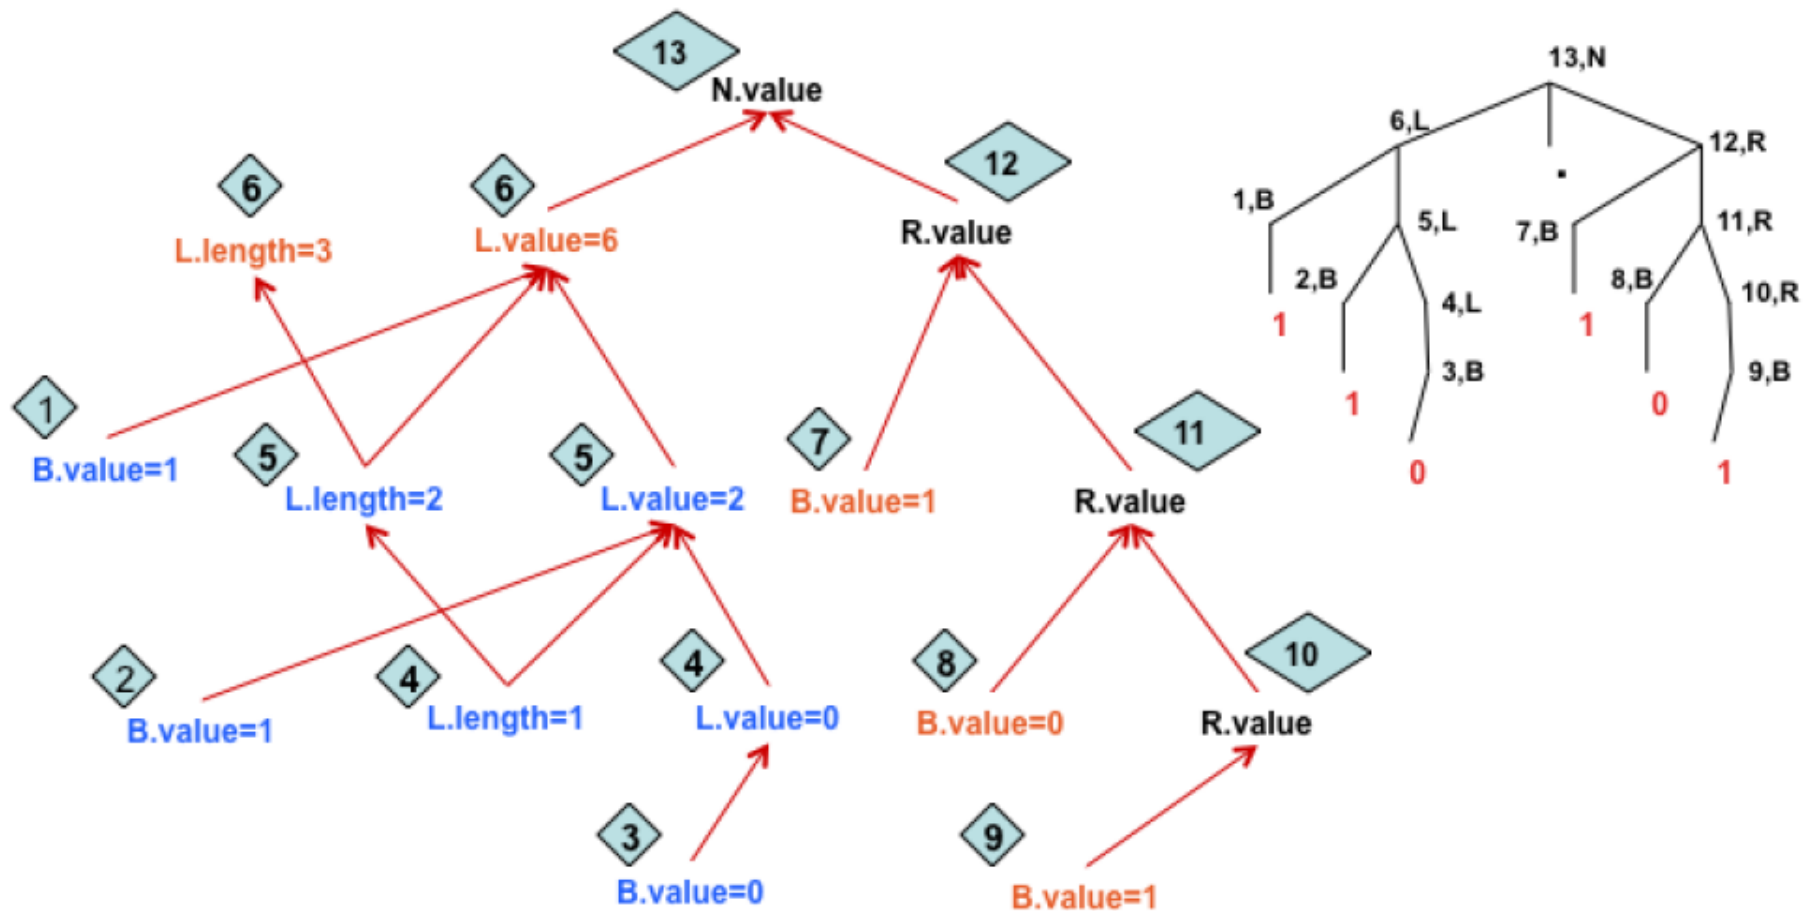 13
N.value
13,N
6
L.length=3
6
L.value=6
12
R.value
6,L
12,R
.
1,B
5,L
7,B
11,R
2,B
4,L
8,B
10,R
1
1
3,B
9,B
1
0
0
1
1
B.value=1
5
L.length=2
5
L.value=2
7
B.value=1
11
R.value
2
B.value=1
4
L.length=1
4
L.value=0
8
B.value=0
10
R.value
3
B.value=0
9
B.value=1